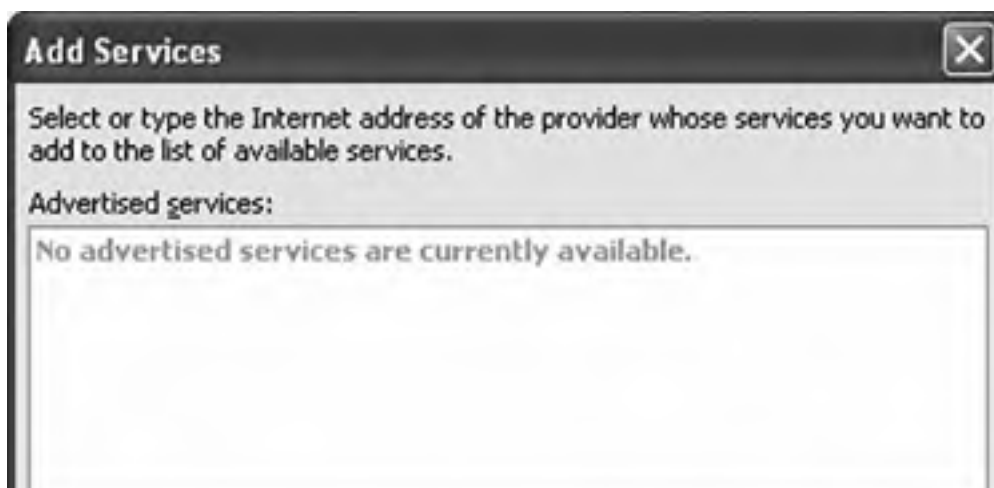 Add Services
Select or type the Internet address of the provider whose services you want to
add to the list of available services.
Advertised services:
No advertised services are currently available.